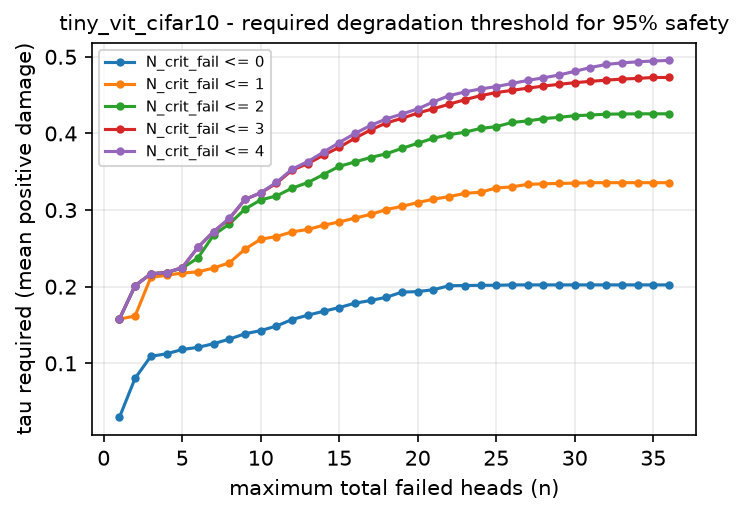 tiny_vit_cifar10 - required degradation threshold for 95% safety
tau required (mean positive damage)
0.5
0.4
0.3
0.2
0.1
N_crit_fail <= 0
N_crit_fail <= 1
N_crit_fail <= 2
N_crit_fail <= 3
N_crit_fail <= 4
0 5 10 15 20 25 30 35
maximum total failed heads (n)